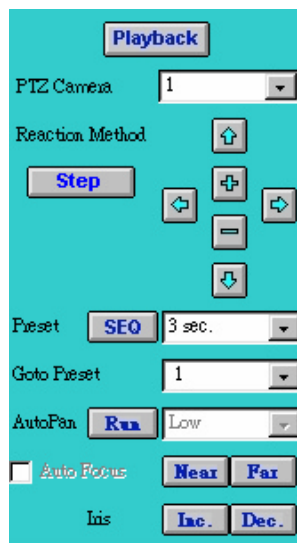 Playback
PTZ Camera 1
Reaction Method
Step
Preset SEQ 3 sec.
Goto Preset 1
AutoPan Run Low
Auto Focus Near Far
Iris Inc. Dec.